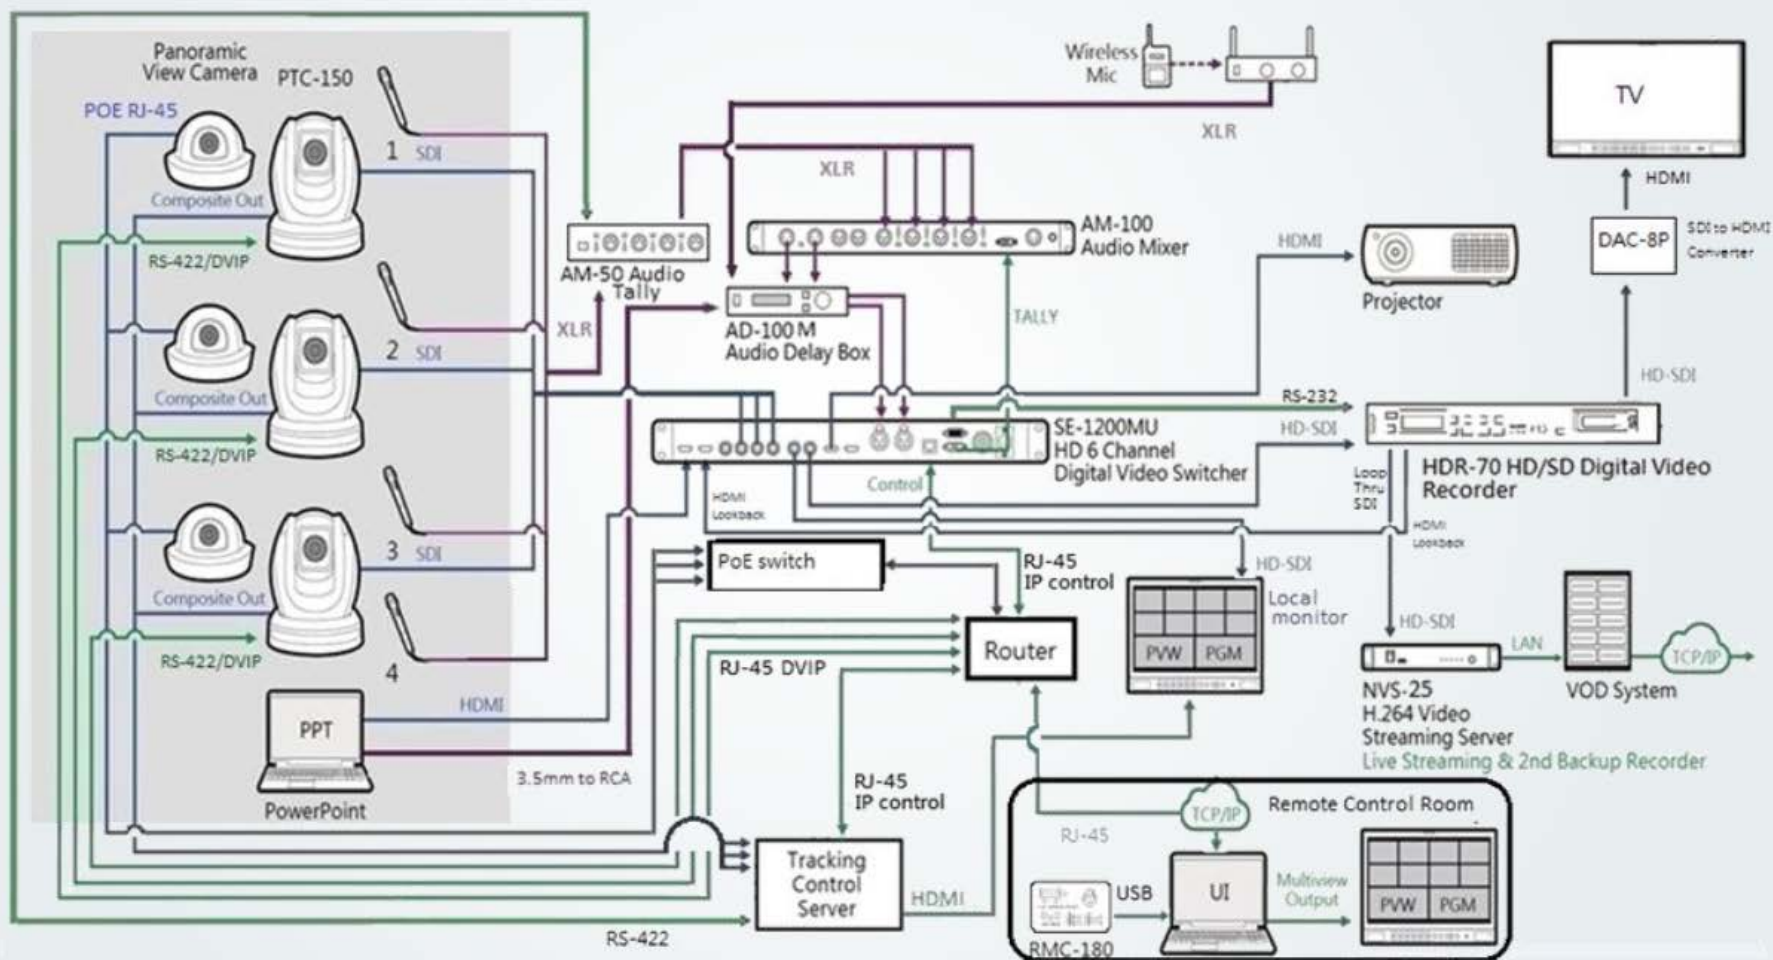 Panoramic
View Camera
PTC-150
POE RJ-45
1
SDI
Composite Out
RS-422/DVIP
2
SDI
Composite Out
RS-422/DVIP
3
SDI
Composite Out
RS-422/DVIP
4
HDMI
PPT
PowerPoint
3.5mm to RCA
XLR
AM-50 Audio
Tally
Wireless
Mic
XLR
XLR
AM-100
Audio Mixer
AD-100 M
Audio Delay Box
TALLY
HDMI
Projector
TV
HDMI
DAC-8P
SDI to HDMI
Converter
HD-SDI
RS-232
HD-SDI
SE-1200MU
HD 6 Channel
Digital Video Switcher
Control
HDMI
Lookback
HDR-70 HD/SD Digital Video
Recorder
Loop
Thru
SDI
HDMI
Lookback
PoE switch
RJ-45
IP control
HD-SDI
Local
monitor
PVW
PGM
Router
RJ-45 DVIP
HD-SDI
LAN
TCP/IP
NVS-25
H.264 Video
Streaming Server
Live Streaming & 2nd Backup Recorder
VOD System
RJ-45
IP control
Tracking
Control
Server
HDMI
RS-422
Remote Control Room
TCP/IP
RJ-45
USB
UI
RMC-180
Multiview
Output
PVW
PGM